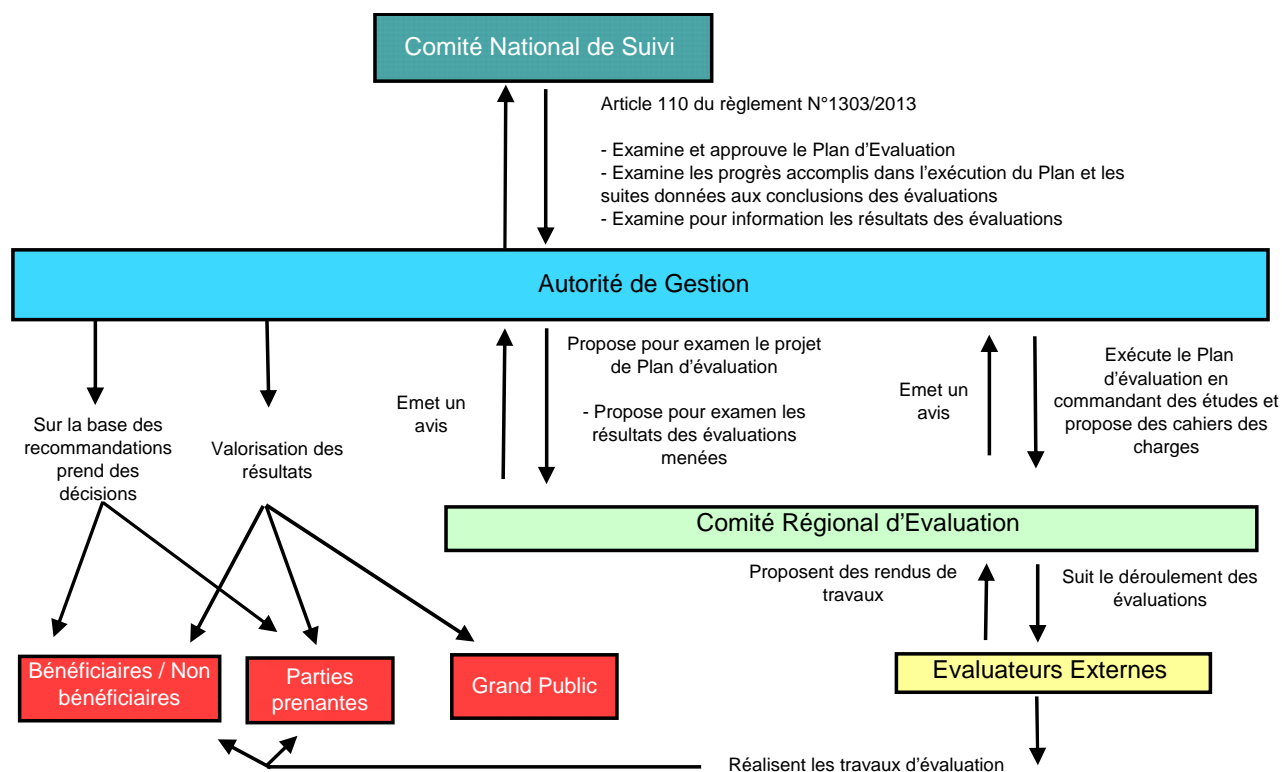 Comité National de Suivi
Article 110 du règlement N°1303/2013
- Examine et approuve le Plan d'Evaluation
- Examine les progrès accomplis dans l'exécution du Plan et les
suites données aux conclusions des évaluations
- Examine pour information les résultats des évaluations
Autorité de Gestion
Sur la base des
recommandations
prend des
décisions
Valorisation des
résultats
Emet un
avis
Propose pour examen le projet
de Plan d'évaluation
- Propose pour examen les
résultats des évaluations
menées
Emet un
avis
Exécute le Plan
d'évaluation en
commandant des études et
propose des cahiers des
charges
Comité Régional d'Evaluation
Proposent des rendus de
travaux
Suit le déroulement des
évaluations
Bénéficiaires / Non
bénéficiaires
Parties
prenantes
Grand Public
Evaluateurs Externes
Réalisent les travaux d'évaluation